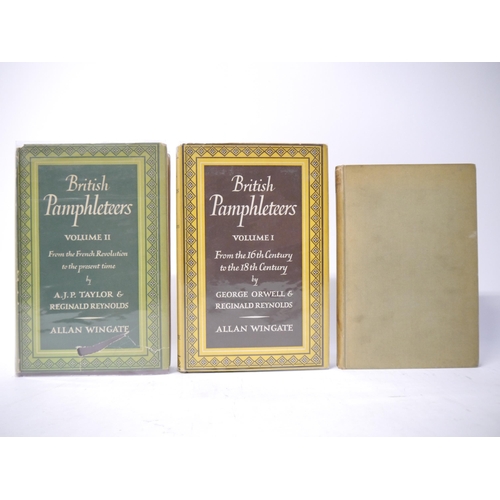 British
Pamphleteers
VOLUME II
From the French Revolution
to the present time
by
A.J.P. TAYLOR &
REGINALD REYNOLDS
ALLAN WINGATE
British
Pamphleteers
VOLUME I
From the 16th Century
to the 18th Century
by
GEORGE ORWELL &
REGINALD REYNOLDS
ALLAN WINGATE